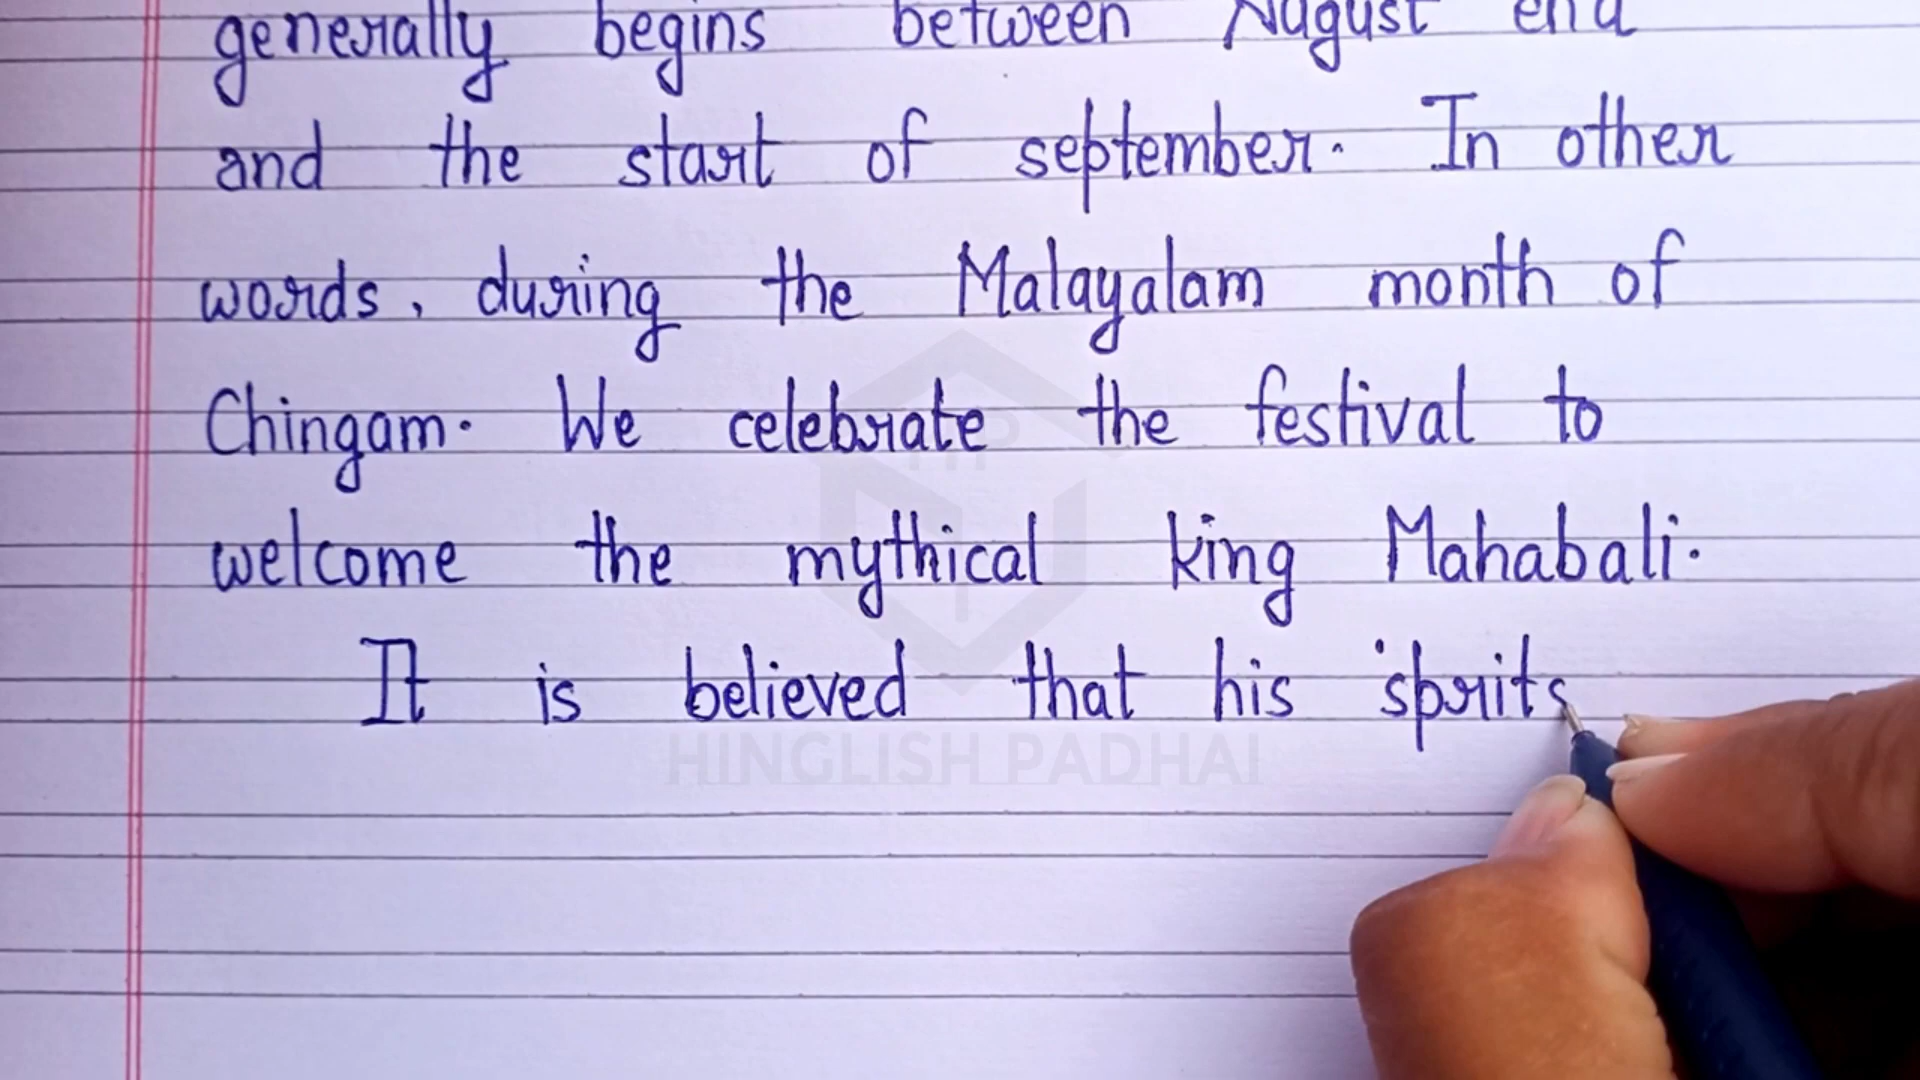 generally begins between August end
and the start of september. In other
words, during the Malayalam month of
Chingam. We celebrate the festival to
welcome the mythical king Mahabali.
It is believed that his 'sprits
HINGLISH PADHAI